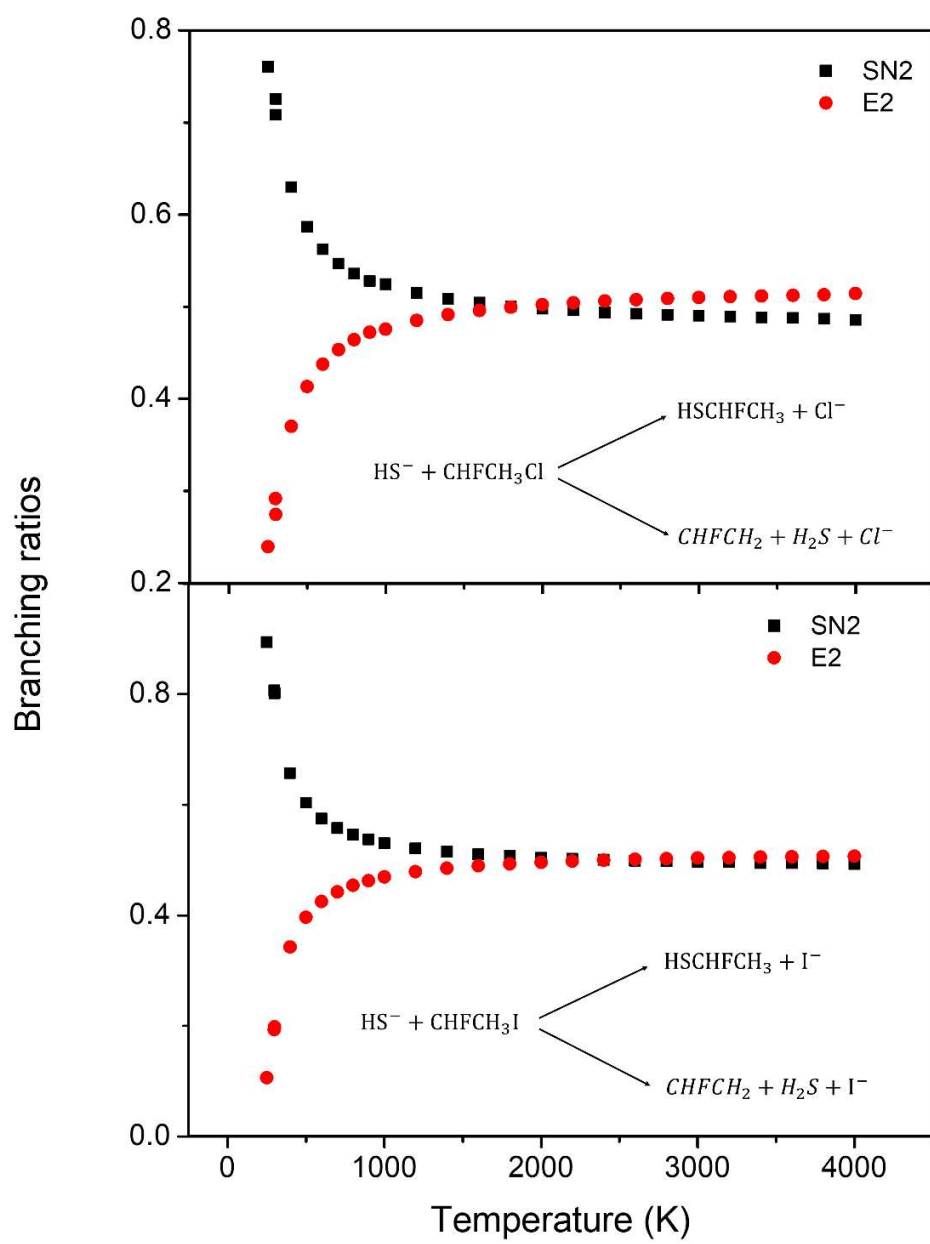 0.8
SN2
E2
0.6
0.4
HSCHFCH₃ + Cl⁻
HS⁻ + CHFCH₃Cl
CHFCH₂ + H₂S + Cl⁻
0.2
Branching ratios
SN2
E2
0.8
0.4
HSCHFCH₃ + I⁻
HS⁻ + CHFCH₃I
CHFCH₂ + H₂S + I⁻
0.0
0 1000 2000 3000 4000
Temperature (K)